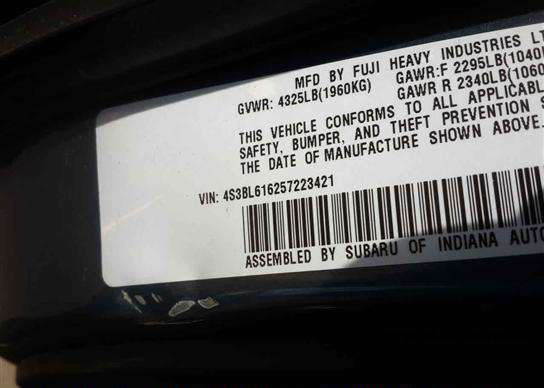 MFD BY FUJI HEAVY INDUSTRIES LT
GVWR: 4325LB(1960KG) GAWR:F 2295LB(1040
GAWR R 2340LB(1060
THIS VEHICLE CONFORMS TO ALL APPLICABL
SAFETY, BUMPER, AND THEFT PREVENTION S
THE DATE OF MANUFACTURE SHOWN ABOVE.
VIN: 4S3BL616257223421
ASSEMBLED BY SUBARU OF INDIANA AUTO